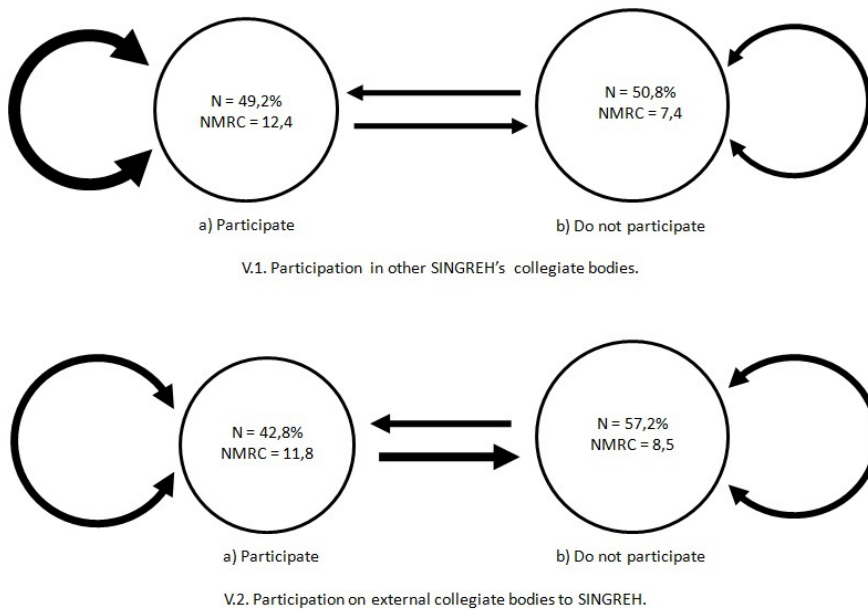 N = 49,2%
NMRC = 12,4
N = 50,8%
NMRC = 7,4
a) Participate
b) Do not participate
V.1. Participation in other SINGREH's collegiate bodies.
N = 42,8%
NMRC = 11,8
N = 57,2%
NMRC = 8,5
a) Participate
b) Do not participate
V.2. Participation on external collegiate bodies to SINGREH.